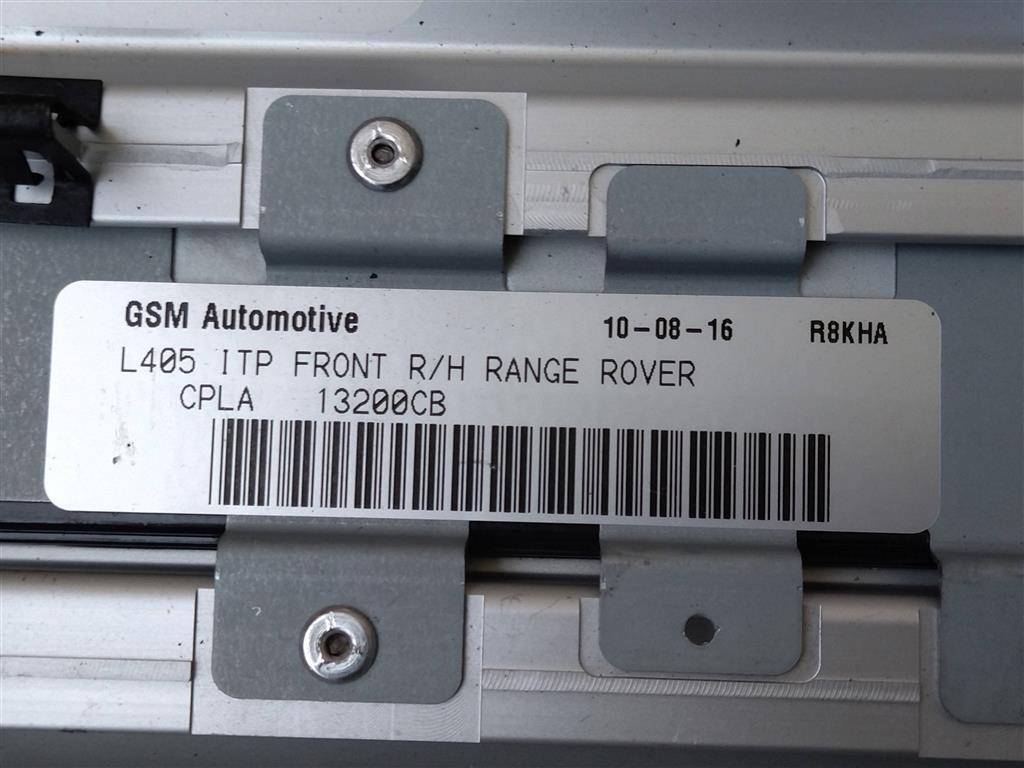 GSM Automotive 10-08-16 R8KHA
L405 ITP FRONT R/H RANGE ROVER
CPLA 13200CB